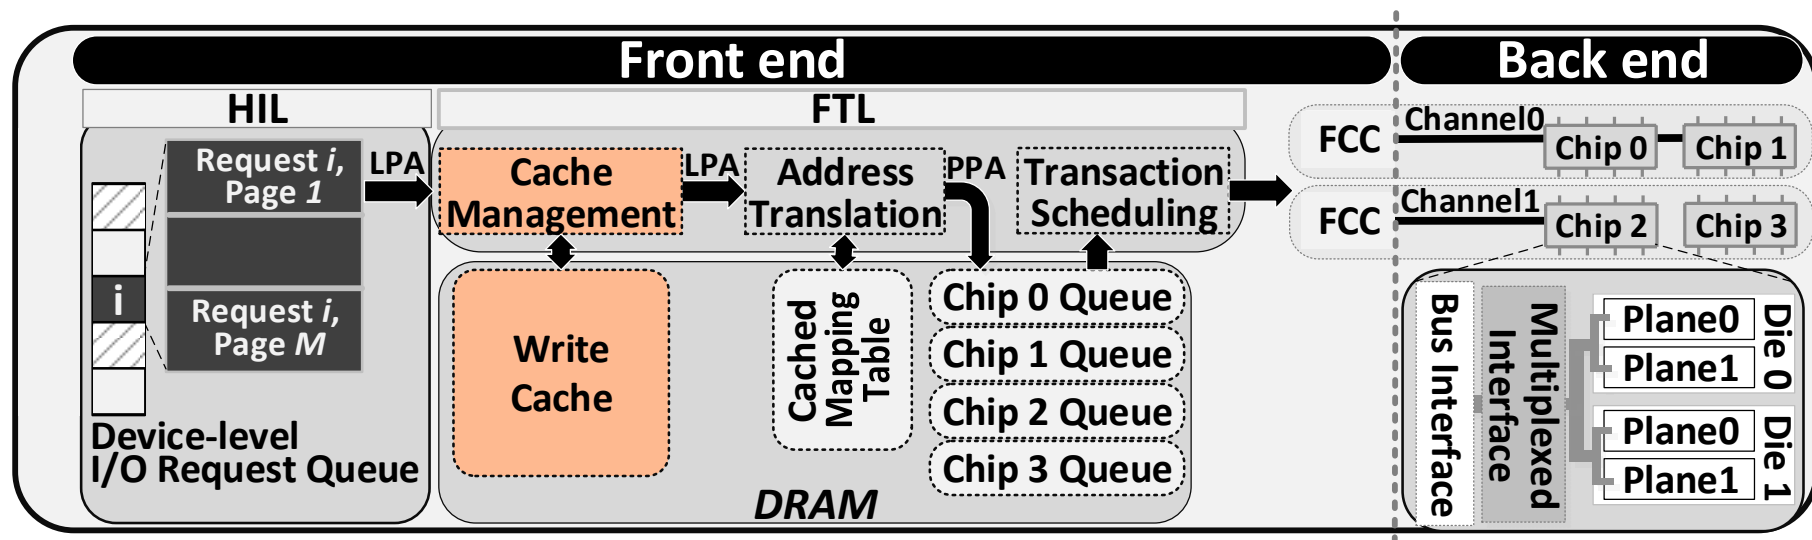 Front end
Back end
HIL
FTL
Request i,
Page 1
Request i,
Page M
i
Device-level
I/O Request Queue
LPA
Cache
Management
LPA
Address
Translation
PPA
Transaction
Scheduling
Write
Cache
Cached
Mapping
Table
Chip 0 Queue
Chip 1 Queue
Chip 2 Queue
Chip 3 Queue
DRAM
FCC
Channel0
Chip 0
Chip 1
FCC
Channel1
Chip 2
Chip 3
Bus Interface
Multiplexed
Interface
Plane0
Plane1
Die 0
Plane0
Plane1
Die 1